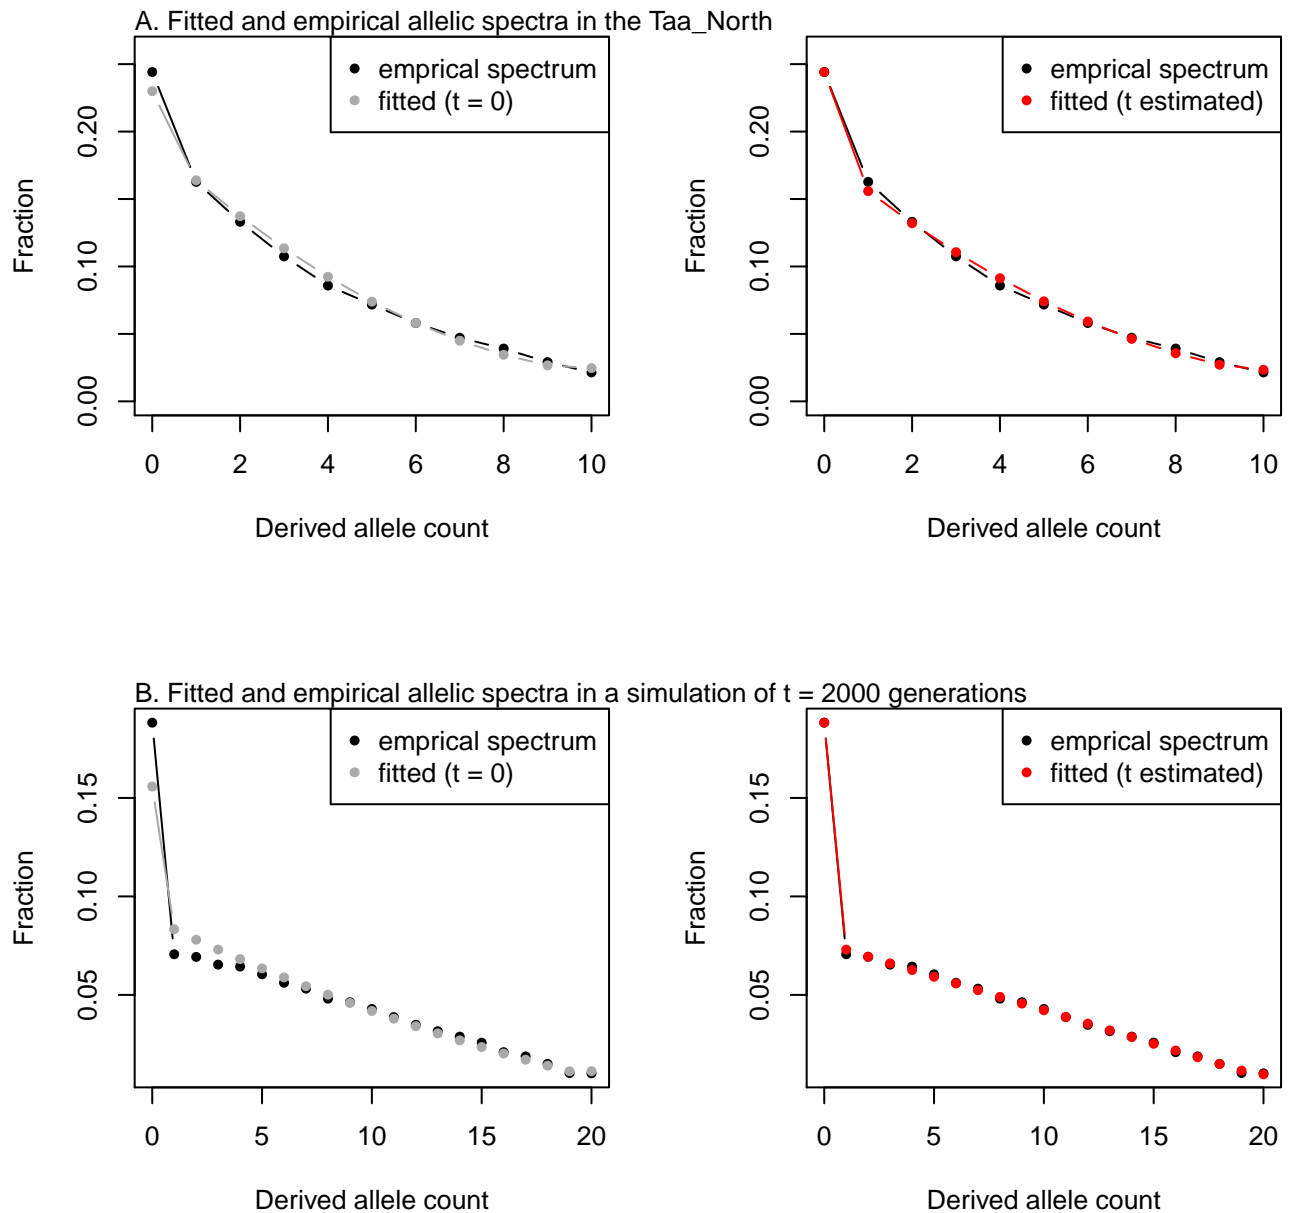 A. Fitted and empirical allelic spectra in the Taa_North
emprical spectrum
fitted (t = 0)
Fraction
0.00 0.10 0.20
0 2 4 6 8 10
Derived allele count
emprical spectrum
fitted (t estimated)
Fraction
0.00 0.10 0.20
0 2 4 6 8 10
Derived allele count
B. Fitted and empirical allelic spectra in a simulation of t = 2000 generations
emprical spectrum
fitted (t = 0)
Fraction
0.05 0.10 0.15
0 5 10 15 20
Derived allele count
emprical spectrum
fitted (t estimated)
Fraction
0.05 0.10 0.15
0 5 10 15 20
Derived allele count